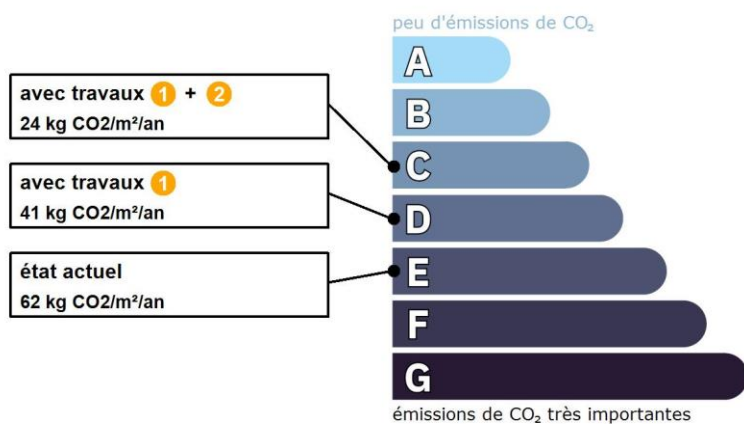 peu d'émissions de CO₂
A
avec travaux 1 + 2
24 kg CO2/m²/an
B
C
avec travaux 1
41 kg CO2/m²/an
D
état actuel
62 kg CO2/m²/an
E
F
G
émissions de CO₂ très importantes